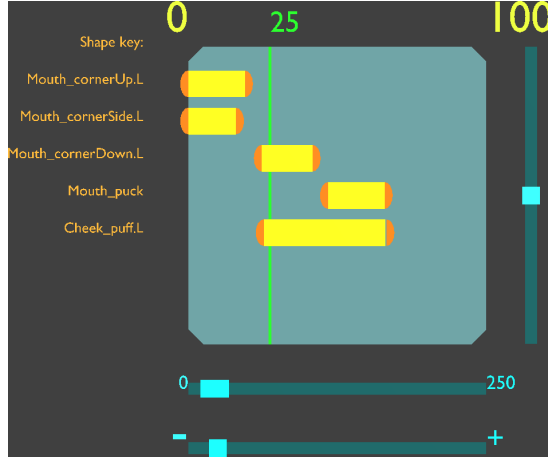 0 25 100
Shape key:
Mouth_cornerUp.L
Mouth_cornerSide.L
Mouth_cornerDown.L
Mouth_puck
Cheek_puff.L
0 250
- +